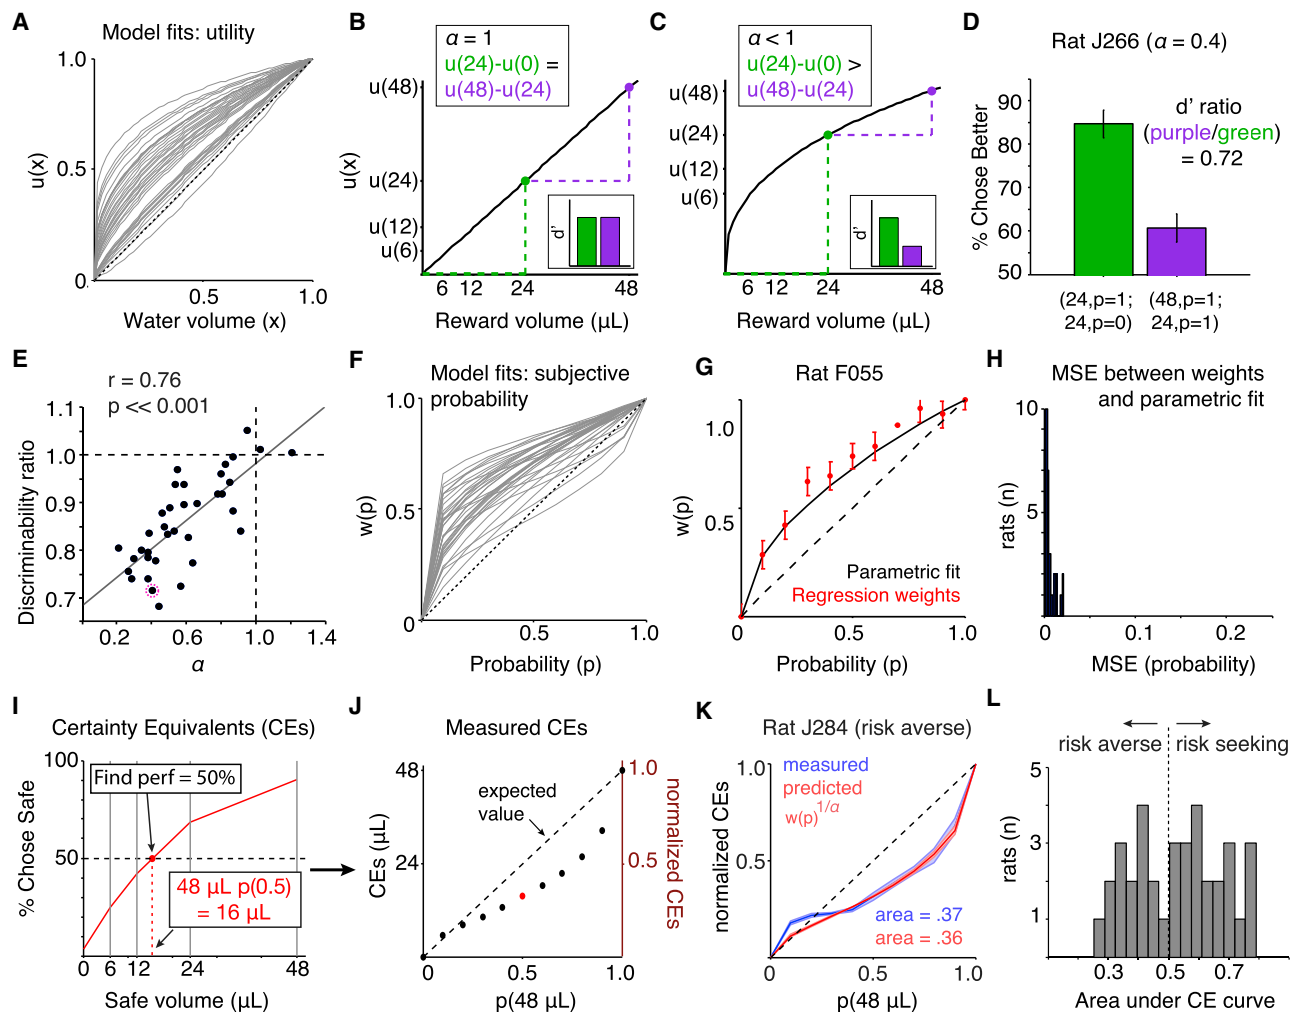 A
Model fits: utility
1.0
0.5
0
u(x)
0.5
1.0
Water volume (x)
B
α = 1
u(24)-u(0) =
u(48)-u(24)
u(48)
u(24)
u(12)
u(6)
u(x)
d'
6 12 24 48
Reward volume (µL)
C
α < 1
u(24)-u(0) >
u(48)-u(24)
u(48)
u(24)
u(12)
u(6)
d'
6 12 24 48
Reward volume (µL)
D
Rat J266 (α = 0.4)
% Chose Better
90
80
70
60
50
d' ratio
(purple/green)
= 0.72
(24,p=1;
24,p=0)
(48,p=1;
24,p=1)
E
r = 0.76
p << 0.001
Discriminability ratio
1.1
1.0
0.9
0.8
0.7
0.2 0.6 1.0 1.4
α
F
Model fits: subjective
probability
1.0
0.5
0
w(p)
0.5
1.0
Probability (p)
G
Rat F055
1.0
0.5
w(p)
Parametric fit
Regression weights
0 0.5 1.0
Probability (p)
H
MSE between weights
and parametric fit
10
5
rats (n)
0 0.1 0.2
MSE (probability)
I
Certainty Equivalents (CEs)
100
50
% Chose Safe
Find perf = 50%
48 µL p(0.5)
= 16 µL
0 6 12 24 48
Safe volume (µL)
J
Measured CEs
48
24
CEs (µL)
expected
value
1.0
0.5
normalized CEs
0 0.5 1.0
p(48 µL)
K
Rat J284 (risk averse)
measured
predicted
w(p)1/α
1.0
0.5
normalized CEs
area = .37
area = .36
0 0.5 1.0
p(48 µL)
L
risk averse
risk seeking
5
3
1
rats (n)
0.3 0.5 0.7
Area under CE curve